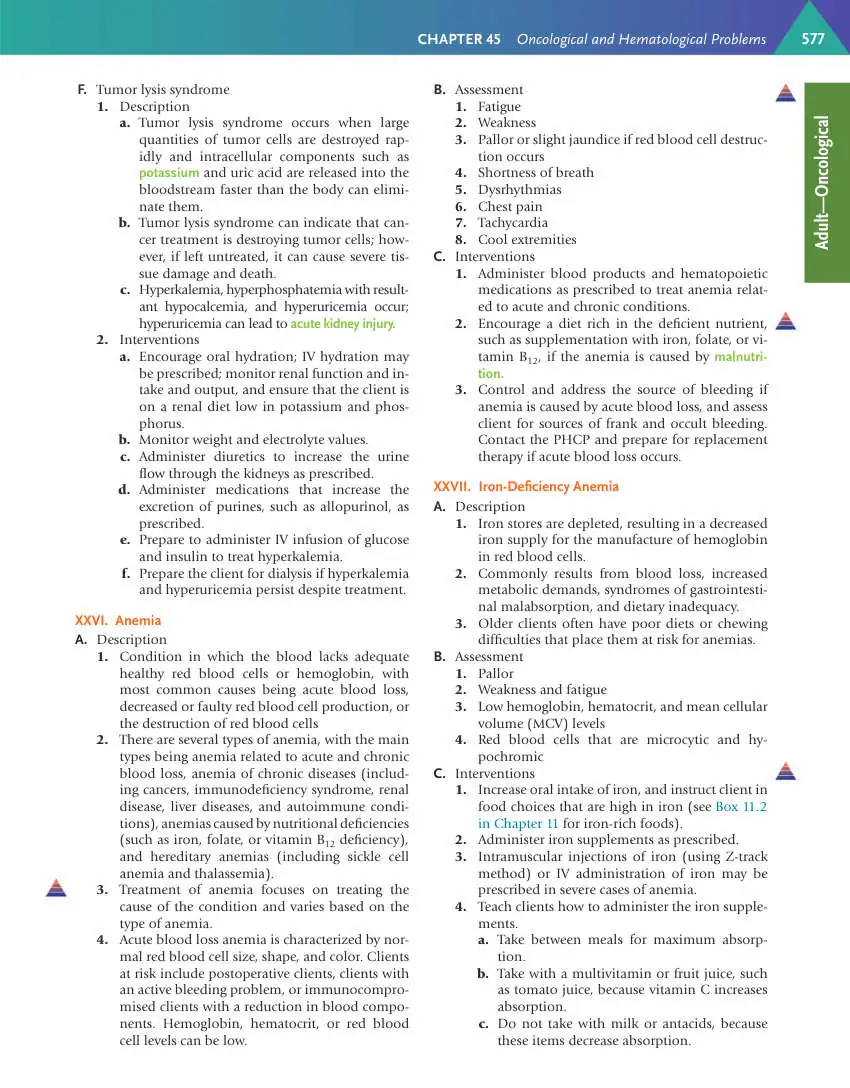 CHAPTER 45 Oncological and Hematological Problems 577
F. Tumor lysis syndrome
1. Description
a. Tumor lysis syndrome occurs when large
quantities of tumor cells are destroyed rap-
idly and intracellular components such as
potassium and uric acid are released into the
bloodstream faster than the body can elimi-
nate them.
b. Tumor lysis syndrome can indicate that can-
cer treatment is destroying tumor cells; how-
ever, if left untreated, it can cause severe tis-
sue damage and death.
c. Hyperkalemia, hyperphosphatemia with result-
ant hypocalcemia, and hyperuricemia occur;
hyperuricemia can lead to acute kidney injury.
2. Interventions
a. Encourage oral hydration; IV hydration may
be prescribed; monitor renal function and in-
take and output, and ensure that the client is
on a renal diet low in potassium and phos-
phorus.
b. Monitor weight and electrolyte values.
c. Administer diuretics to increase the urine
flow through the kidneys as prescribed.
d. Administer medications that increase the
excretion of purines, such as allopurinol, as
prescribed.
e. Prepare to administer IV infusion of glucose
and insulin to treat hyperkalemia.
f. Prepare the client for dialysis if hyperkalemia
and hyperuricemia persist despite treatment.
XXVI. Anemia
A. Description
1. Condition in which the blood lacks adequate
healthy red blood cells or hemoglobin, with
most common causes being acute blood loss,
decreased or faulty red blood cell production, or
the destruction of red blood cells
2. There are several types of anemia, with the main
types being anemia related to acute and chronic
blood loss, anemia of chronic diseases (includ-
ing cancers, immunodeficiency syndrome, renal
disease, liver diseases, and autoimmune condi-
tions), anemias caused by nutritional deficiencies
(such as iron, folate, or vitamin B12 deficiency),
and hereditary anemias (including sickle cell
anemia and thalassemia).
3. Treatment of anemia focuses on treating the
cause of the condition and varies based on the
type of anemia.
4. Acute blood loss anemia is characterized by nor-
mal red blood cell size, shape, and color. Clients
at risk include postoperative clients, clients with
an active bleeding problem, or immunocompro-
mised clients with a reduction in blood compo-
nents. Hemoglobin, hematocrit, or red blood
cell levels can be low.
B. Assessment
1. Fatigue
2. Weakness
3. Pallor or slight jaundice if red blood cell destruc-
tion occurs
4. Shortness of breath
5. Dysrhythmias
6. Chest pain
7. Tachycardia
8. Cool extremities
C. Interventions
1. Administer blood products and hematopoietic
medications as prescribed to treat anemia relat-
ed to acute and chronic conditions.
2. Encourage a diet rich in the deficient nutrient,
such as supplementation with iron, folate, or vi-
tamin B12, if the anemia is caused by malnutri-
tion.
3. Control and address the source of bleeding if
anemia is caused by acute blood loss, and assess
client for sources of frank and occult bleeding.
Contact the PHCP and prepare for replacement
therapy if acute blood loss occurs.
XXVII. Iron-Deficiency Anemia
A. Description
1. Iron stores are depleted, resulting in a decreased
iron supply for the manufacture of hemoglobin
in red blood cells.
2. Commonly results from blood loss, increased
metabolic demands, syndromes of gastrointesti-
nal malabsorption, and dietary inadequacy.
3. Older clients often have poor diets or chewing
difficulties that place them at risk for anemias.
B. Assessment
1. Pallor
2. Weakness and fatigue
3. Low hemoglobin, hematocrit, and mean cellular
volume (MCV) levels
4. Red blood cells that are microcytic and hy-
pochromic
C. Interventions
1. Increase oral intake of iron, and instruct client in
food choices that are high in iron (see Box 11.2
in Chapter 11 for iron-rich foods).
2. Administer iron supplements as prescribed.
3. Intramuscular injections of iron (using Z-track
method) or IV administration of iron may be
prescribed in severe cases of anemia.
4. Teach clients how to administer the iron supple-
ments.
a. Take between meals for maximum absorp-
tion.
b. Take with a multivitamin or fruit juice, such
as tomato juice, because vitamin C increases
absorption.
c. Do not take with milk or antacids, because
these items decrease absorption.
Adult—Oncological